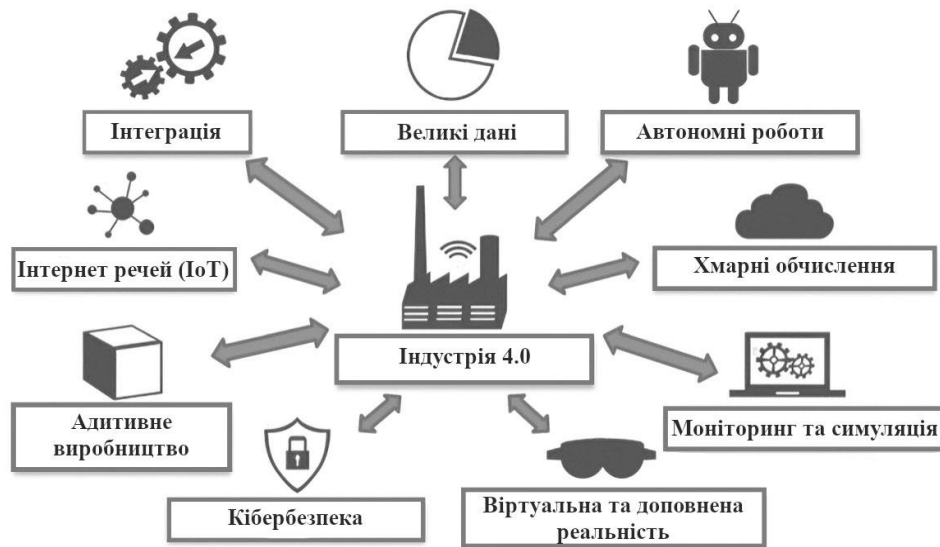 Інтеграція
Великі дані
Автономні роботи
Інтернет речей (ІоТ)
Хмарні обчислення
Індустрія 4.0
Адитивне
виробництво
Моніторинг та симуляція
Кібербезпека
Віртуальна та доповнена
реальність